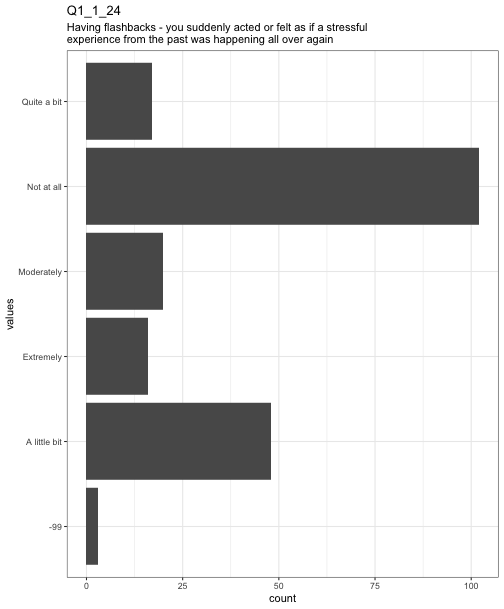 Q1_1_24
Having flashbacks - you suddenly acted or felt as if a stressful
experience from the past was happening all over again
Quite a bit
Not at all
Moderately
values
Extremely
A little bit
-99
0 25 50 75 100
count